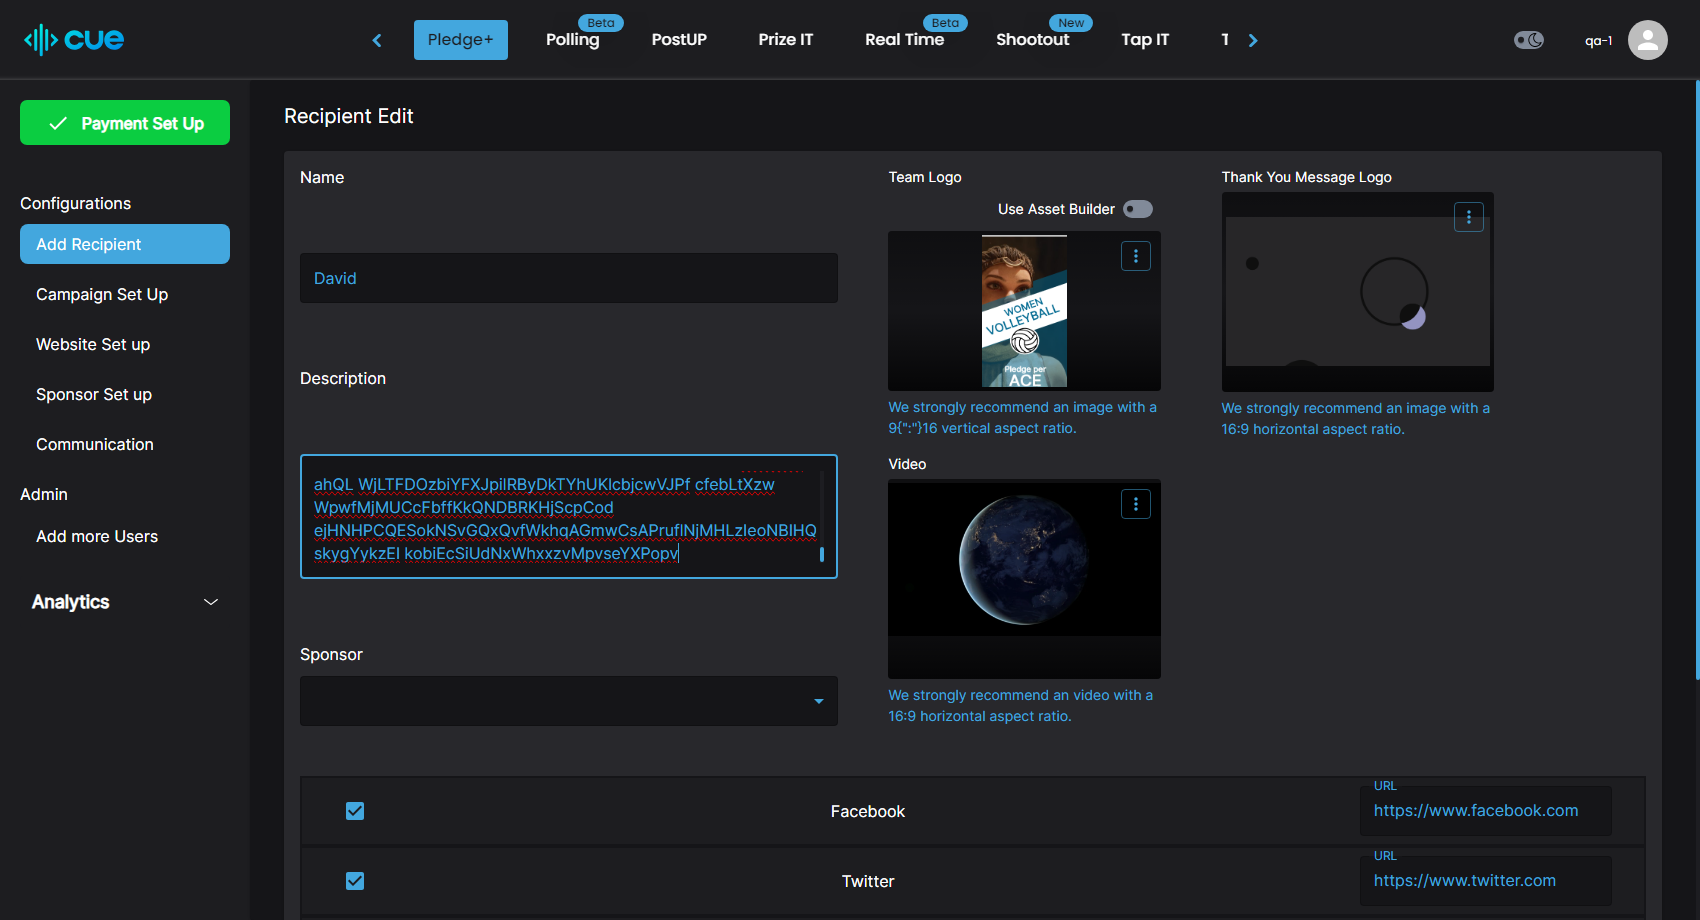 cue
Pledge+
Beta
Polling
PostUP
Prize IT
Beta
Real Time
New
Shootout
Tap IT
T
qa-1
Payment Set Up
Configurations
Add Recipient
Campaign Set Up
Website Set up
Sponsor Set up
Communication
Admin
Add more Users
Analytics
Recipient Edit
Name
David
Description
ahQL WjLTFDOzbiYFXJpilRByDkTYhUKlcbjcwVJPf cfebLtXzw
WpwfMjMUCcFbffKkQNDBRKHjScpCod
ejHNHPCQESokNSvGQxQvfWkhqAGmwCsAPruflNjMHLzIeoNBIHQ
skygYykzEI kobiEcSiUdNxWhxxzvMpvseYXPopv
Sponsor
Team Logo
Use Asset Builder
WOMEN
VOLLEYBALL
Pledge per
ACE
We strongly recommend an image with a
9{":"}16 vertical aspect ratio.
Video
We strongly recommend an video with a
16:9 horizontal aspect ratio.
Thank You Message Logo
We strongly recommend an image with a
16:9 horizontal aspect ratio.
Facebook
URL
https://www.facebook.com
Twitter
URL
https://www.twitter.com